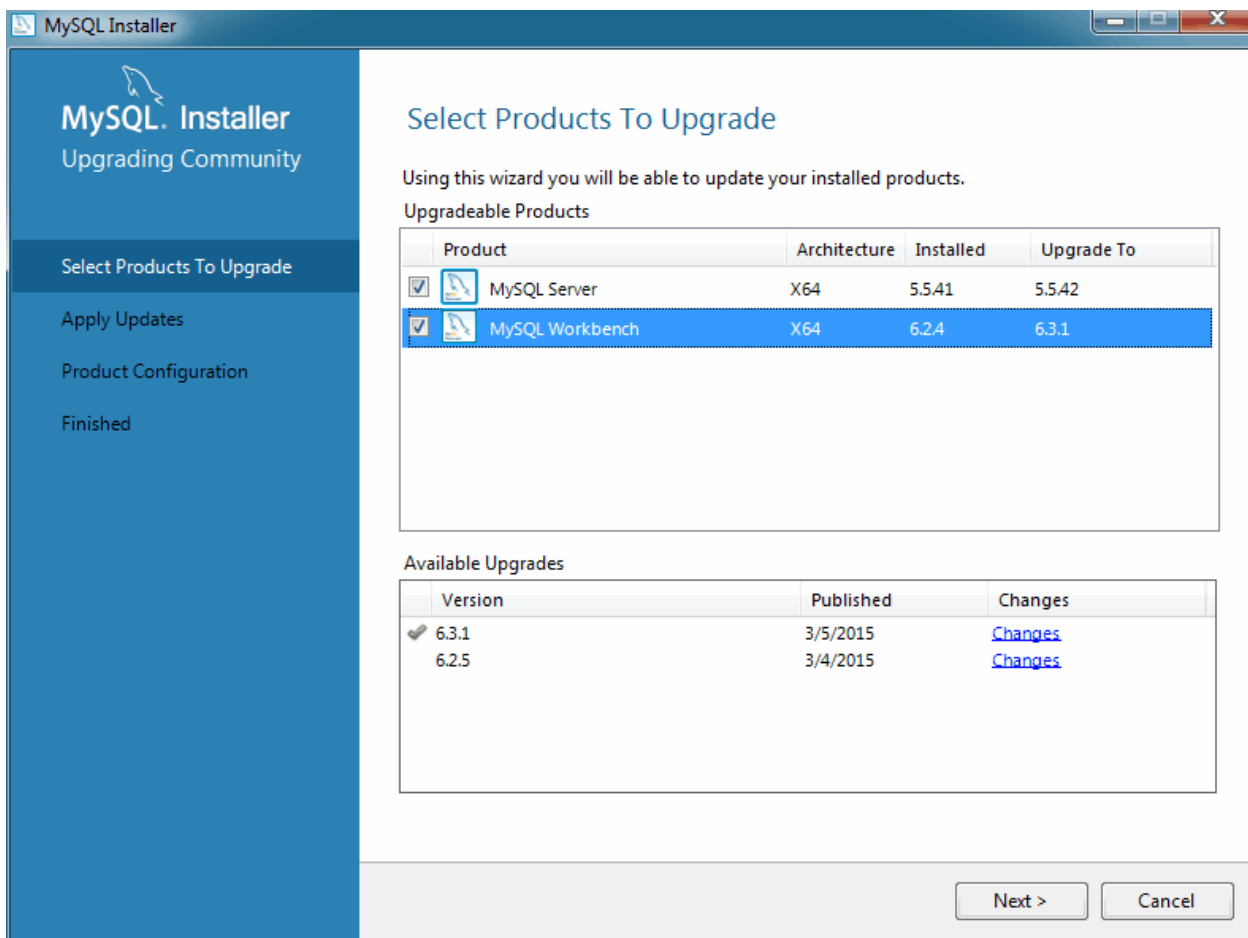 MySQL Installer
MySQL. Installer
Upgrading Community
Select Products To Upgrade
Apply Updates
Product Configuration
Finished
Select Products To Upgrade
Using this wizard you will be able to update your installed products.
Upgradeable Products
Product Architecture Installed Upgrade To
MySQL Server X64 5.5.41 5.5.42
MySQL Workbench X64 6.2.4 6.3.1
Available Upgrades
Version Published Changes
6.3.1 3/5/2015 Changes
6.2.5 3/4/2015 Changes
Next > Cancel